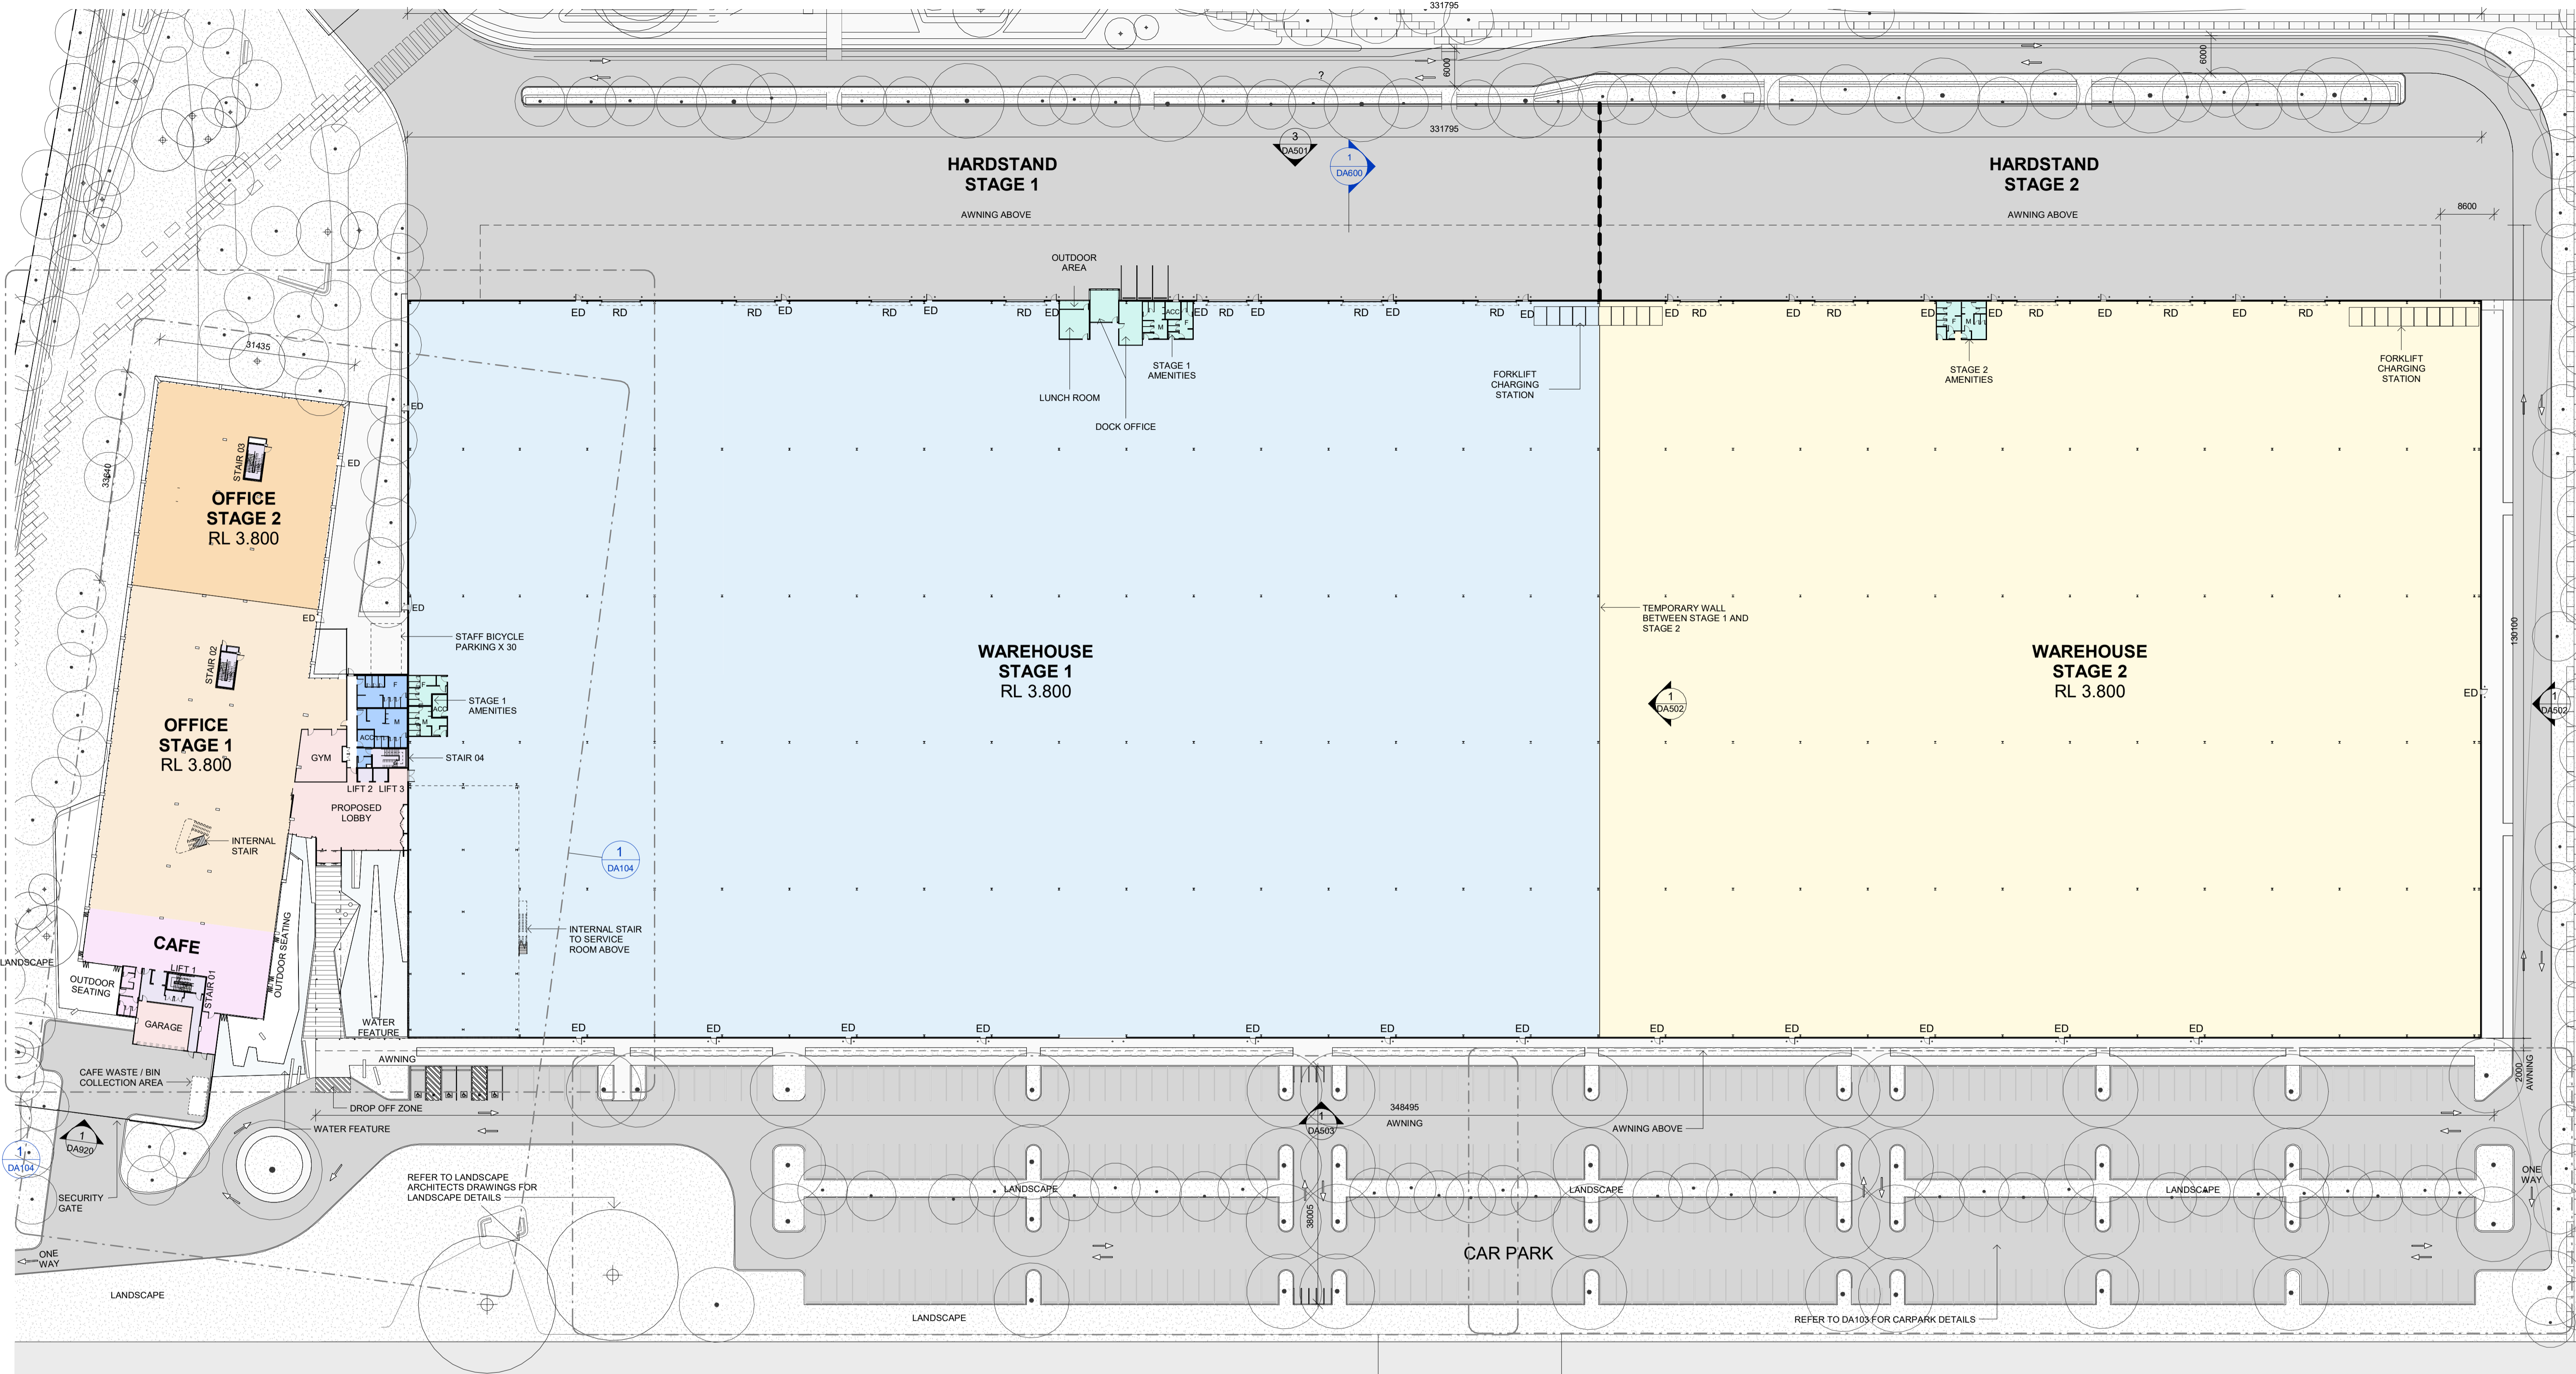 331795
6000
6000
?
331795
3
DA501
1
DA600
HARDSTAND
STAGE 1
HARDSTAND
STAGE 2
AWNING ABOVE
AWNING ABOVE
8600
OUTDOOR
AREA
ED
RD
RD
ED
RD
ED
RD
ED
M
ACC
F
ED
RD
ED
RD
ED
RD
ED
ED
RD
ED
RD
ED
F
M
ED
RD
ED
RD
ED
RD
31435
STAGE 1
AMENITIES
LUNCH ROOM
DOCK OFFICE
FORKLIFT
CHARGING
STATION
STAGE 2
AMENITIES
FORKLIFT
CHARGING
STATION
ED
STAIR 03
ED
33640
OFFICE
STAGE 2
RL 3.800
ED
ED
STAFF BICYCLE
PARKING X 30
TEMPORARY WALL
BETWEEN STAGE 1 AND
STAGE 2
130100
STAIR 02
WAREHOUSE
STAGE 1
RL 3.800
WAREHOUSE
STAGE 2
RL 3.800
F
F
M
ACC
M
ACC
STAGE 1
AMENITIES
1
DA502
ED
1
DA502
OFFICE
STAGE 1
RL 3.800
GYM
STAIR 04
LIFT 2
LIFT 3
PROPOSED
LOBBY
INTERNAL
STAIR
1
DA104
CAFE
OUTDOOR SEATING
INTERNAL STAIR
TO SERVICE
ROOM ABOVE
LANDSCAPE
LIFT 1
STAIR 01
OUTDOOR
SEATING
GARAGE
WATER
FEATURE
ED
ED
ED
ED
ED
ED
ED
ED
ED
ED
ED
ED
AWNING
CAFE WASTE / BIN
COLLECTION AREA
2000
AWNING
DROP OFF ZONE
WATER FEATURE
1
DA920
1
DA104
1
DA503
348495
AWNING
AWNING ABOVE
SECURITY
GATE
REFER TO LANDSCAPE
ARCHITECTS DRAWINGS FOR
LANDSCAPE DETAILS
LANDSCAPE
LANDSCAPE
LANDSCAPE
ONE
WAY
38005
ONE
WAY
CAR PARK
LANDSCAPE
LANDSCAPE
REFER TO DA103 FOR CARPARK DETAILS